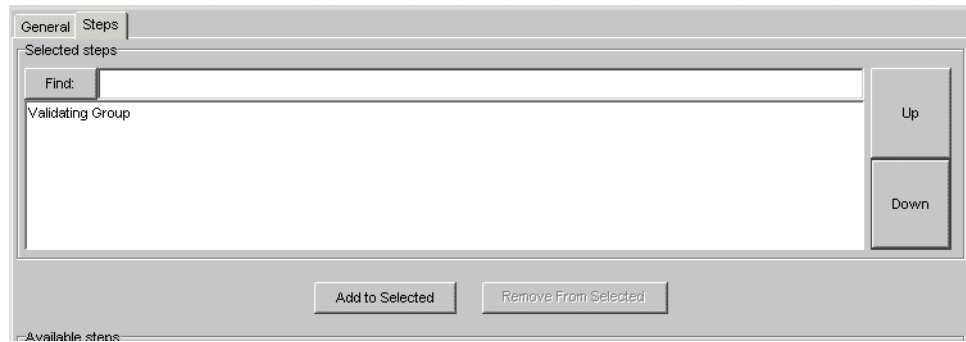 General Steps
Selected steps
Find:
Validating Group
Up
Down
Add to Selected Remove From Selected
Available steps